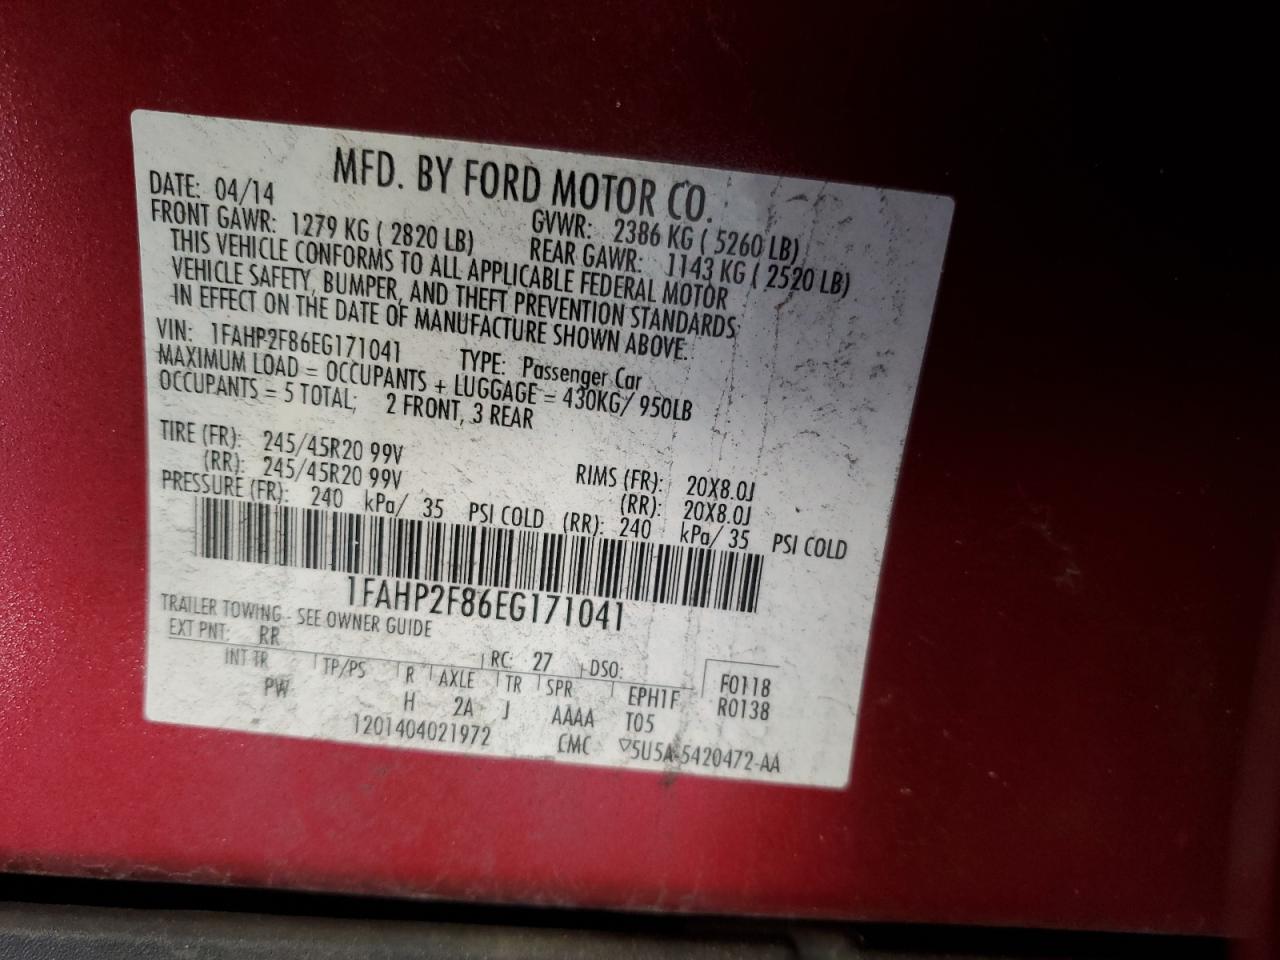 MFD. BY FORD MOTOR CO.
DATE: 04/14 GVWR: 2386 KG ( 5260 LB)
FRONT GAWR: 1279 KG ( 2820 LB) REAR GAWR: 1143 KG ( 2520 LB)
THIS VEHICLE CONFORMS TO ALL APPLICABLE FEDERAL MOTOR
VEHICLE SAFETY, BUMPER, AND THEFT PREVENTION STANDARDS
IN EFFECT ON THE DATE OF MANUFACTURE SHOWN ABOVE.
VIN: 1FAHP2F86EG171041 TYPE: Passenger Car
MAXIMUM LOAD = OCCUPANTS + LUGGAGE = 430KG/ 950LB
OCCUPANTS = 5 TOTAL; 2 FRONT, 3 REAR
TIRE (FR): 245/45R20 99V RIMS (FR): 20X8.0J
(RR): 245/45R20 99V (RR): 20X8.0J
PRESSURE (FR): 240 kPa/ 35 PSI COLD (RR): 240 kPa/ 35 PSI COLD
1FAHP2F86EG171041
TRAILER TOWING - SEE OWNER GUIDE
EXT PNT: RR RC: 27 DSO: F0118
INT TR TP/PS R AXLE TR SPR EPH1F R0138
PW H 2A J AAAA T05
1201404021972 CMC ▽5U5A-5420472-AA